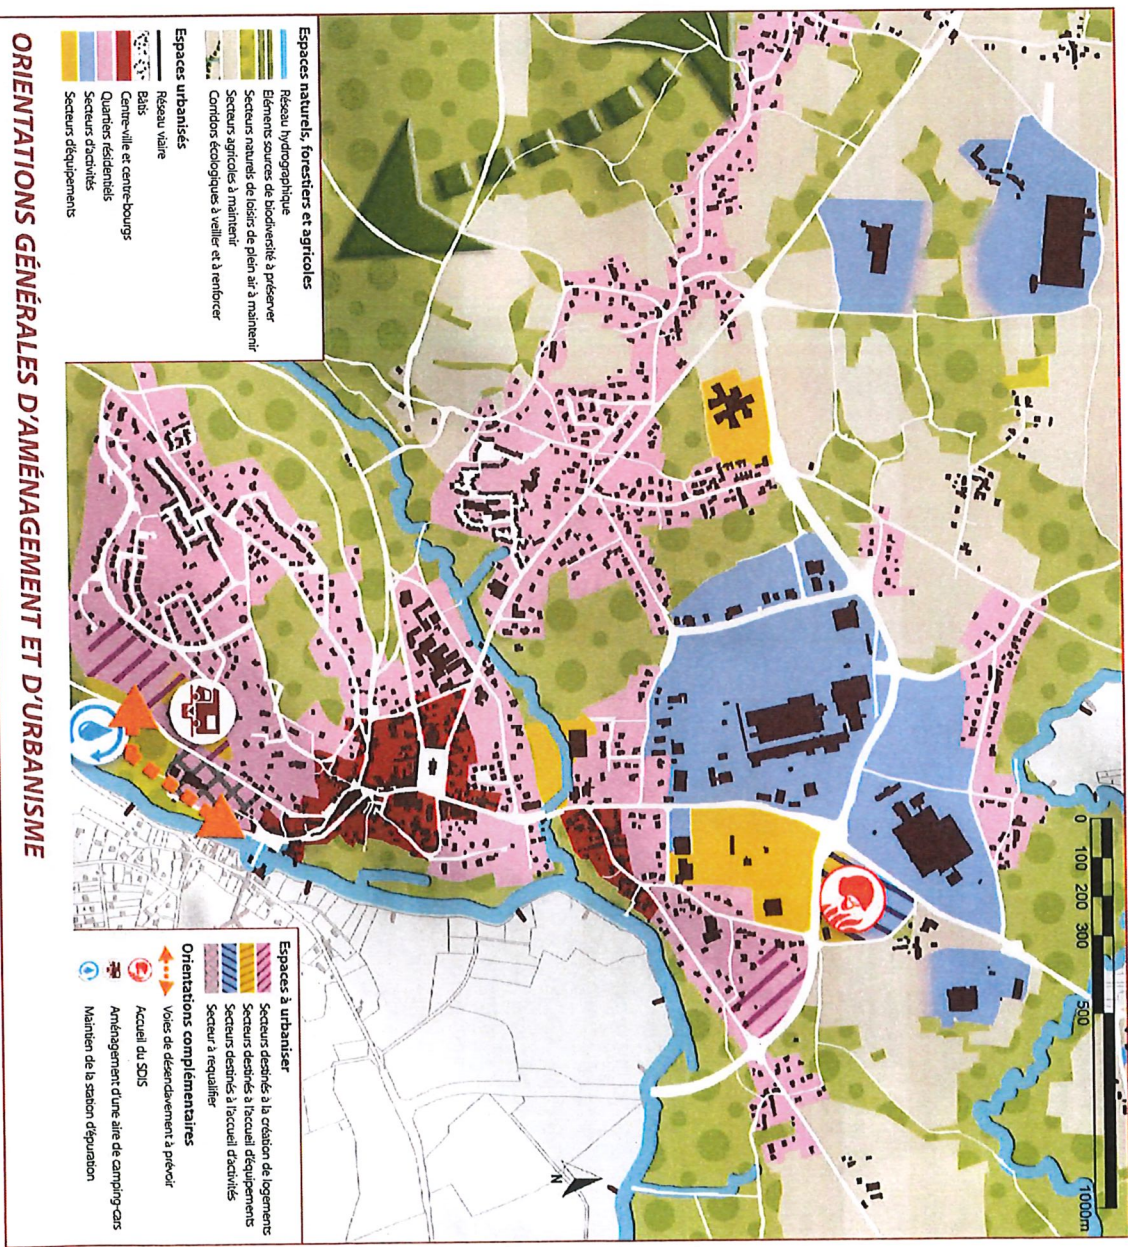 ORIENTATIONS GÉNÉRALES D'AMÉNAGEMENT ET D'URBANISME
Espaces naturels, forestiers et agricoles
Réseau hydrographique
Eléments sources de biodiversité à préserver
Secteurs naturels de loisirs de plein air à maintenir
Secteurs agricoles à maintenir
Corridors écologiques à veiller et à renforcer
Espaces urbanisés
Réseau viaire
Bâtis
Centre-ville et centre-bourgs
Quartiers résidentiels
Secteurs d'activités
Secteurs d'équipements
Espaces à urbaniser
Secteurs destinés à la création de logements
Secteurs destinés à l'accueil d'équipements
Secteurs destinés à l'accueil d'activités
Secteur à requalifier
Orientations complémentaires
Voies de désendavement à prévoir
Accueil du SDIS
Aménagement d'une aire de camping-cars
Maintien de la station d'épuration
N
0 100 200 300 500 1000m